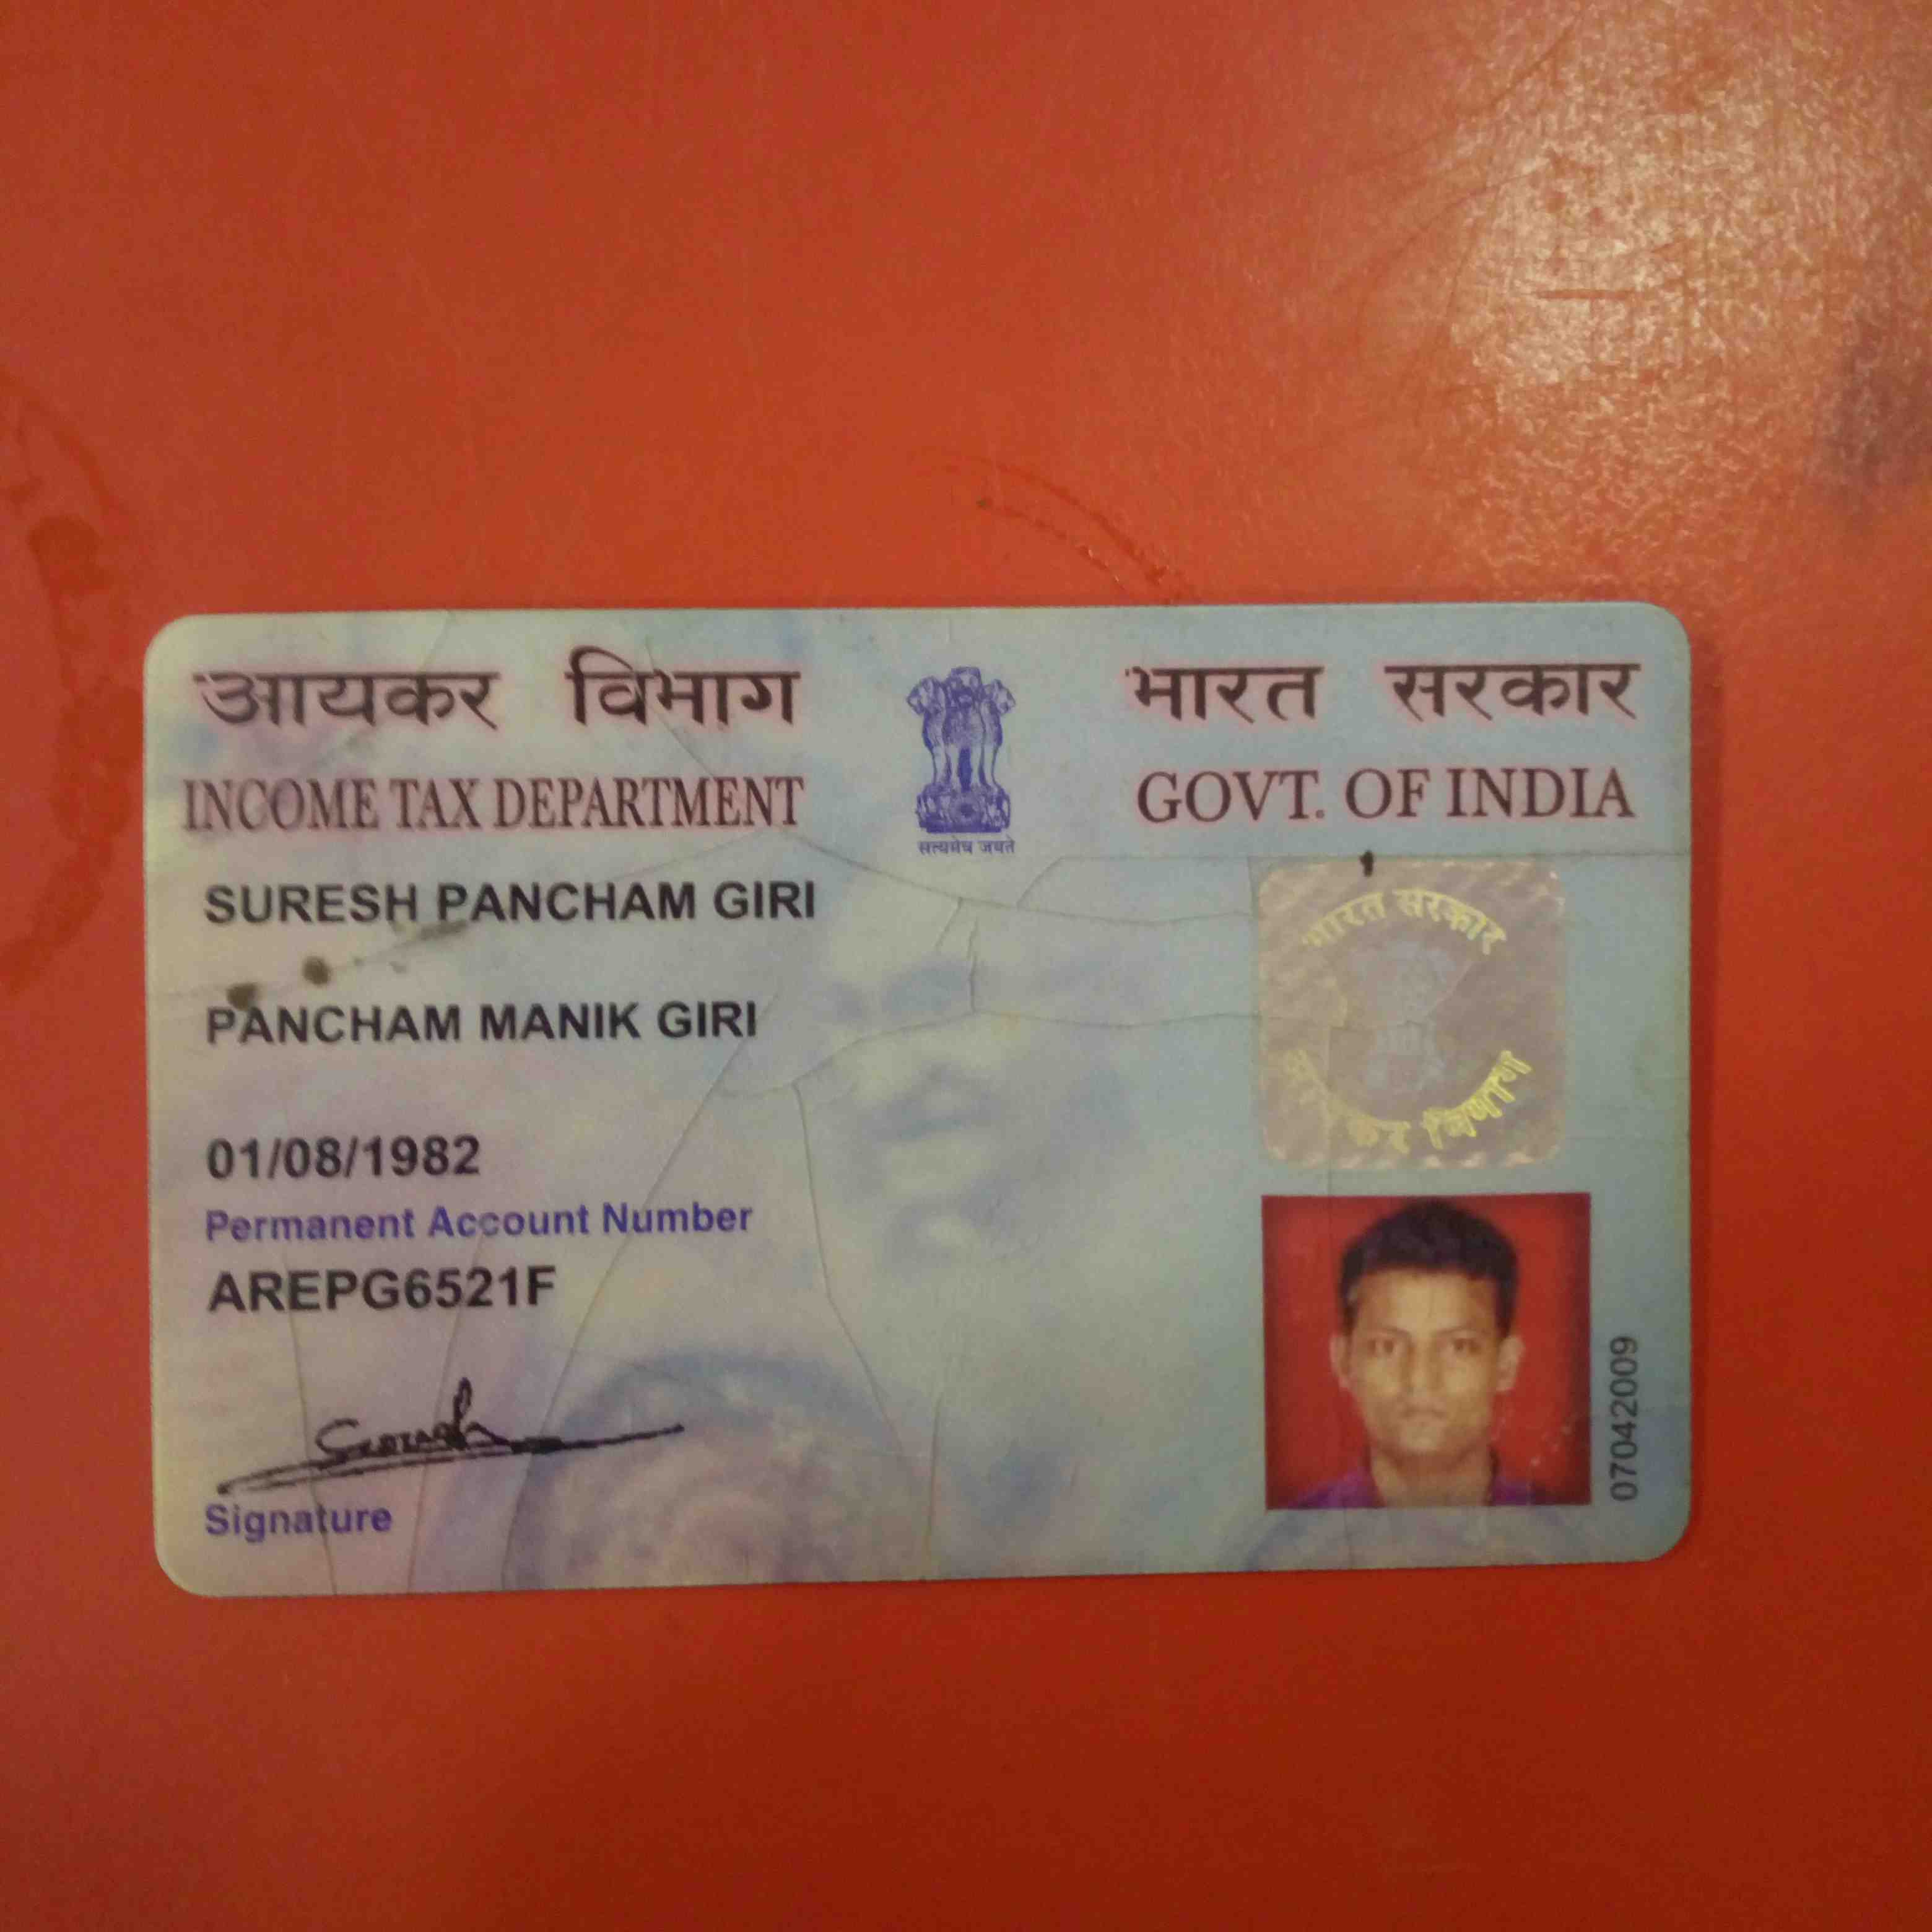 आयकर विभाग
INCOME TAX DEPARTMENT
सत्यमेव जयते
भारत सरकार
GOVT. OF INDIA
SURESH PANCHAM GIRI
PANCHAM MANIK GIRI
01/08/1982
Permanent Account Number
AREPG6521F
Suresh
Signature
भारत सरकार
आयकर विभाग
07042009